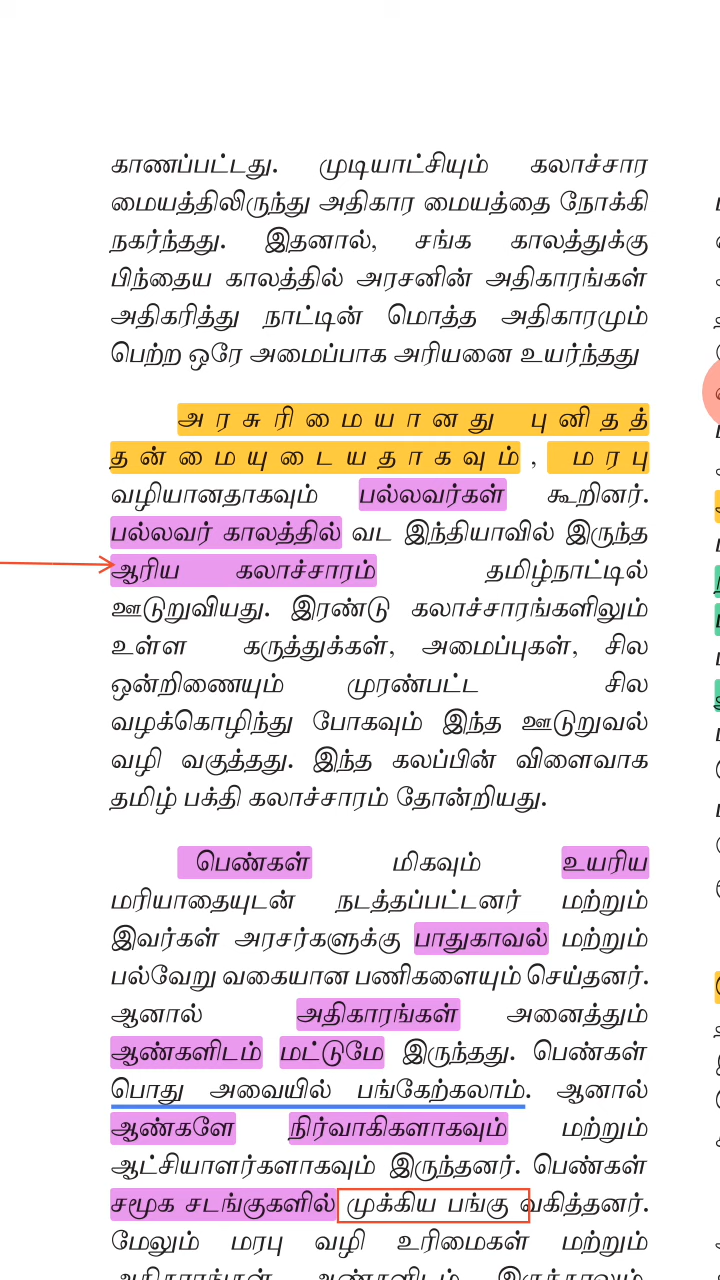 காணப்பட்டது. முடியாட்சியும் கலாச்சார
மையத்திலிருந்து அதிகார மையத்தை நோக்கி
நகர்ந்தது. இதனால், சங்க காலத்துக்கு
பிந்தைய காலத்தில் அரசனின் அதிகாரங்கள்
அதிகரித்து நாட்டின் மொத்த அதிகாரமும்
பெற்ற ஒரே அமைப்பாக அரியனை உயர்ந்தது
அரசுரிமையானது புனிதத்
தன்மையுடையதாகவும், மரபு
வழியானதாகவும் பல்லவர்கள் கூறினர்.
பல்லவர் காலத்தில் வட இந்தியாவில் இருந்த
ஆரிய கலாச்சாரம் தமிழ்நாட்டில்
ஊடுறுவியது. இரண்டு கலாச்சாரங்களிலும்
உள்ள கருத்துக்கள், அமைப்புகள், சில
ஒன்றிணையும் முரண்பட்ட சில
வழக்கொழிந்து போகவும் இந்த ஊடுறுவல்
வழி வகுத்தது. இந்த கலப்பின் விளைவாக
தமிழ் பக்தி கலாச்சாரம் தோன்றியது.
பெண்கள் மிகவும் உயரிய
மரியாதையுடன் நடத்தப்பட்டனர் மற்றும்
இவர்கள் அரசர்களுக்கு பாதுகாவல் மற்றும்
பல்வேறு வகையான பணிகளையும் செய்தனர்.
ஆனால் அதிகாரங்கள் அனைத்தும்
ஆண்களிடம் மட்டுமே இருந்தது. பெண்கள்
பொது அவையில் பங்கேற்கலாம். ஆனால்
ஆண்களே நிர்வாகிகளாகவும் மற்றும்
ஆட்சியாளர்களாகவும் இருந்தனர். பெண்கள்
சமூக சடங்குகளில் முக்கிய பங்கு வகித்தனர்.
மேலும் மரபு வழி உரிமைகள் மற்றும்
அதிகாரங்கள் ஆண்களிடம் இருந்தாலும்